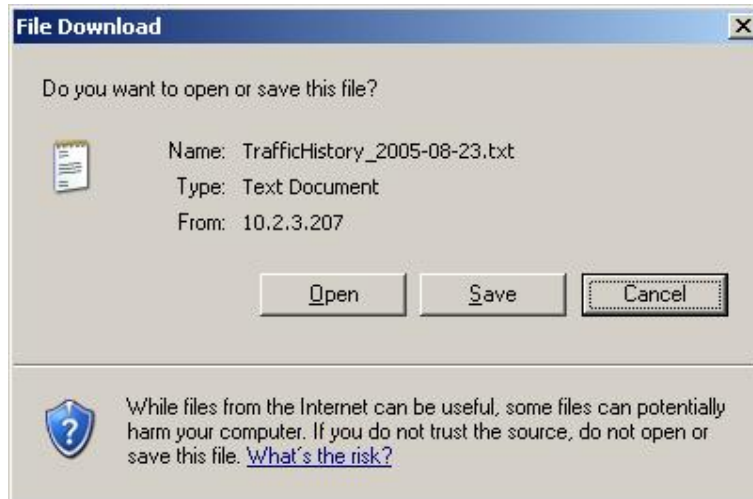 File Download
Do you want to open or save this file?
Name: TrafficHistory_2005-08-23.txt
Type: Text Document
From: 10.2.3.207
Open Save Cancel
While files from the Internet can be useful, some files can potentially
harm your computer. If you do not trust the source, do not open or
save this file. What´s the risk?